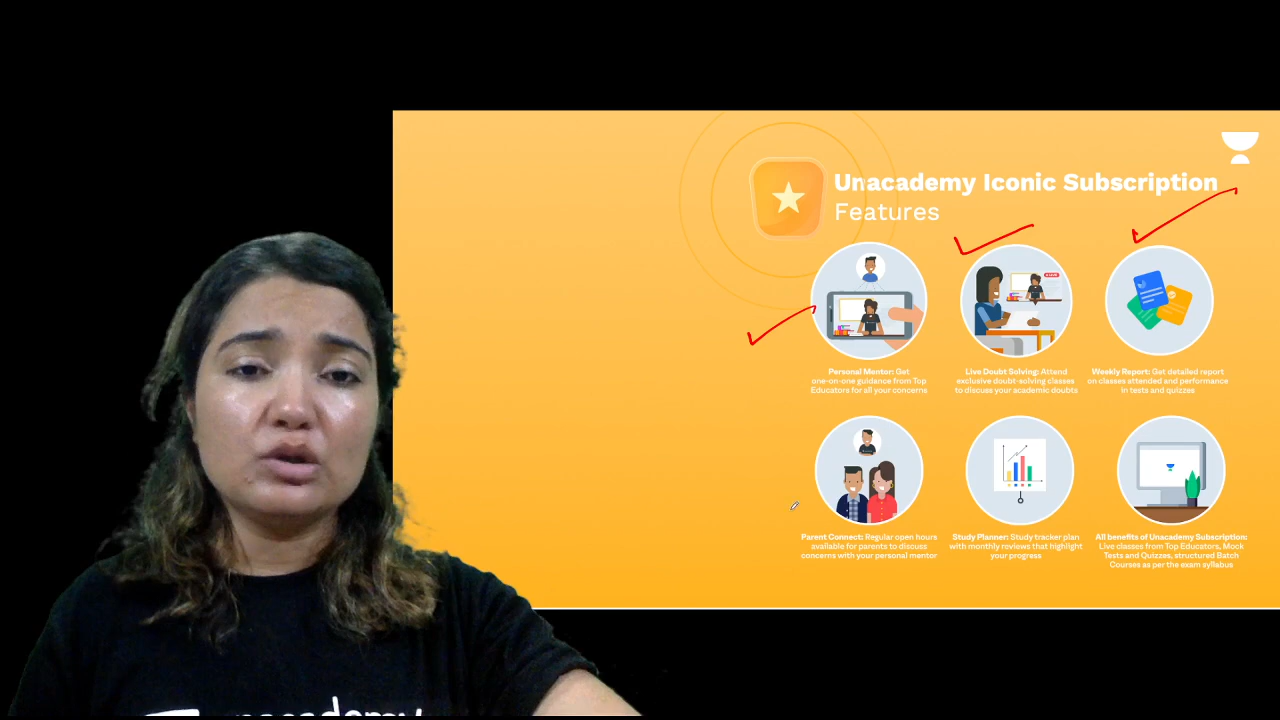 Unacademy Iconic Subscription
Features
Personal Mentor: Get
one-on-one guidance from Top
Educators for all your concerns
Live Doubt Solving: Attend
exclusive doubt-solving classes
to discuss your academic doubts
Weekly Report: Get detailed report
on classes attended and performance
in tests and quizzes
Parent Connect: Regular open hours
available for parents to discuss
concerns with your personal mentor
Study Planner: Study tracker plan
with monthly reviews that highlight
your progress
All benefits of Unacademy Subscription:
Live classes from Top Educators, Mock
Tests and Quizzes, structured Batch
Courses as per the exam syllabus